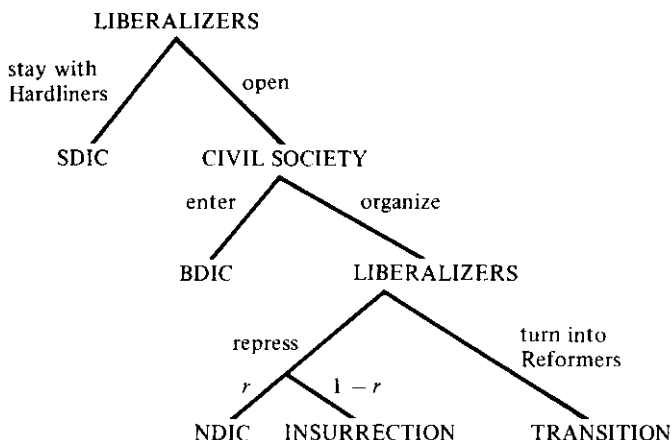 LIBERALIZERS
stay with
Hardliners
open
SDIC
CIVIL SOCIETY
enter
organize
BDIC
LIBERALIZERS
repress
turn into
Reformers
r
1 – r
NDIC
INSURRECTION
TRANSITION